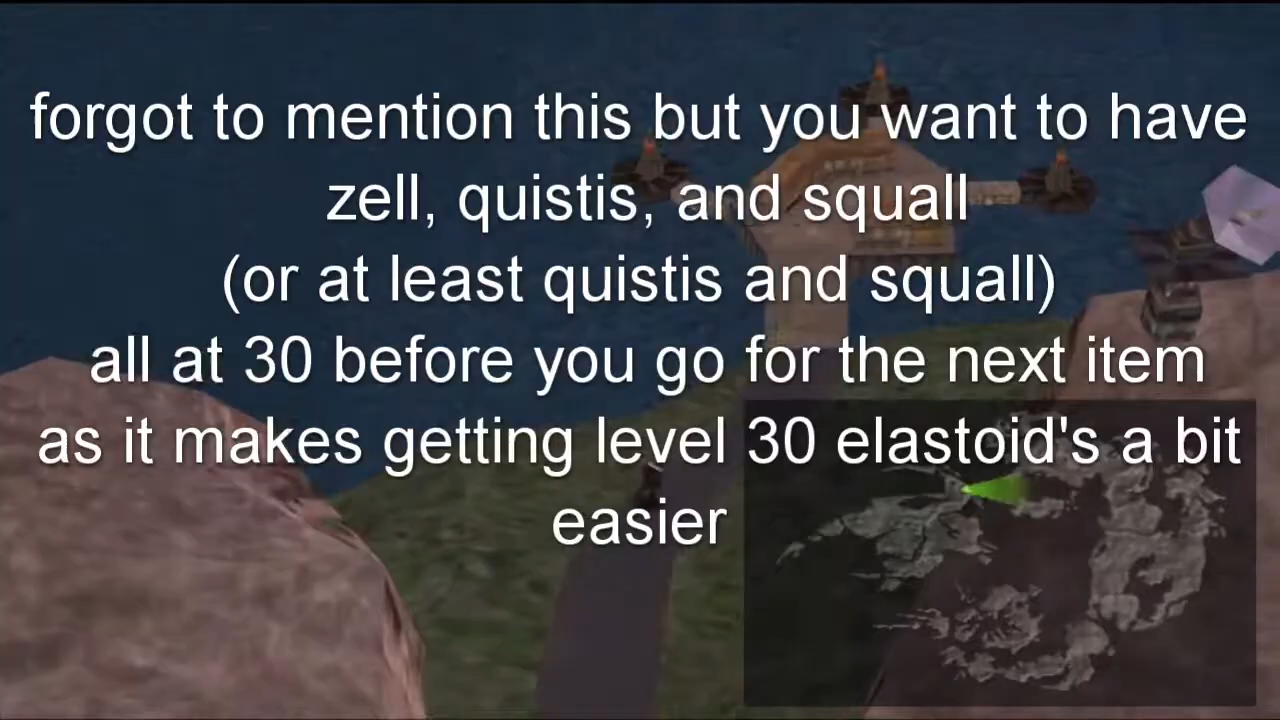 forgot to mention this but you want to have
zell, quistis, and squall
(or at least quistis and squall)
all at 30 before you go for the next item
as it makes getting level 30 elastoid's a bit
easier